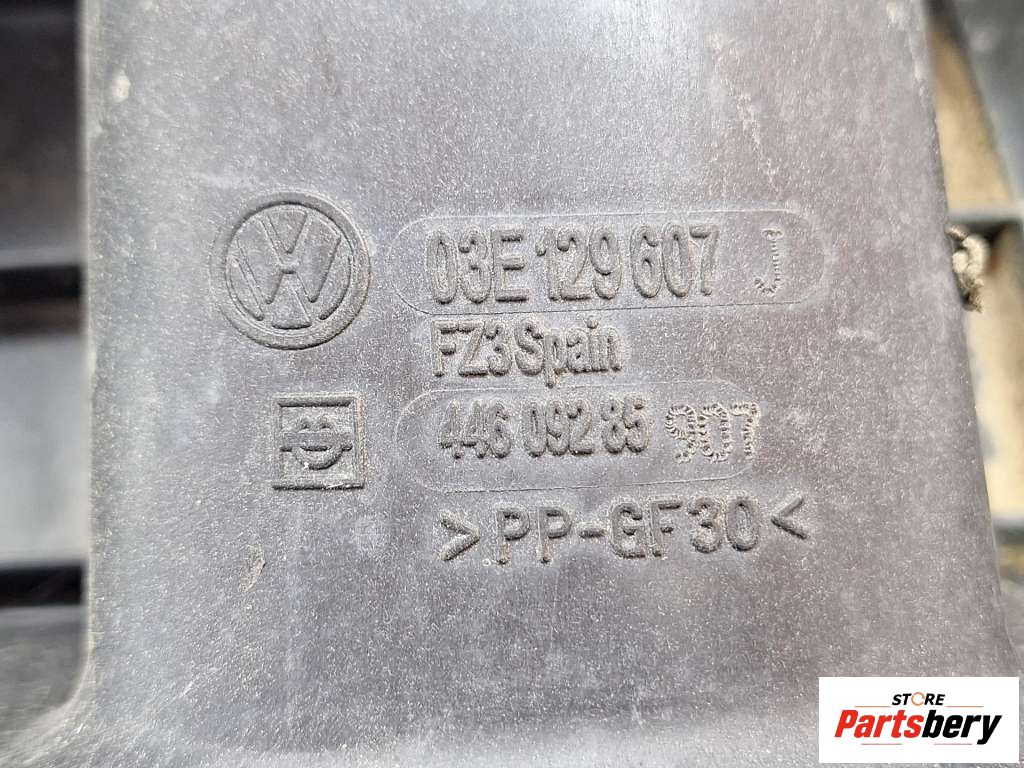 03E 129 607 J
FZ3 Spain
446 092 85 907
>PP-GF30<
STORE
Partsbery